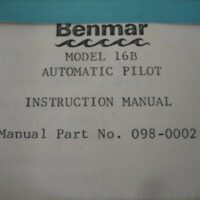 Benmar
MODEL 16B
AUTOMATIC PILOT
INSTRUCTION MANUAL
Manual Part No. 098-0002